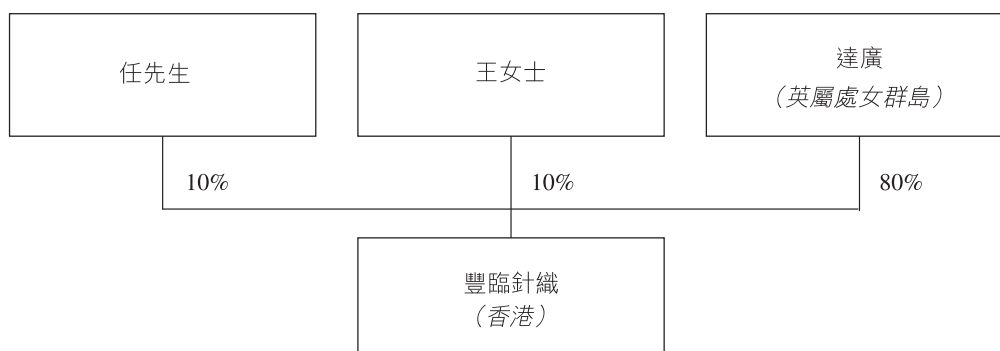 任先生
王女士
達廣
（英屬處女群島）
10%
10%
80%
豐臨針織
（香港）